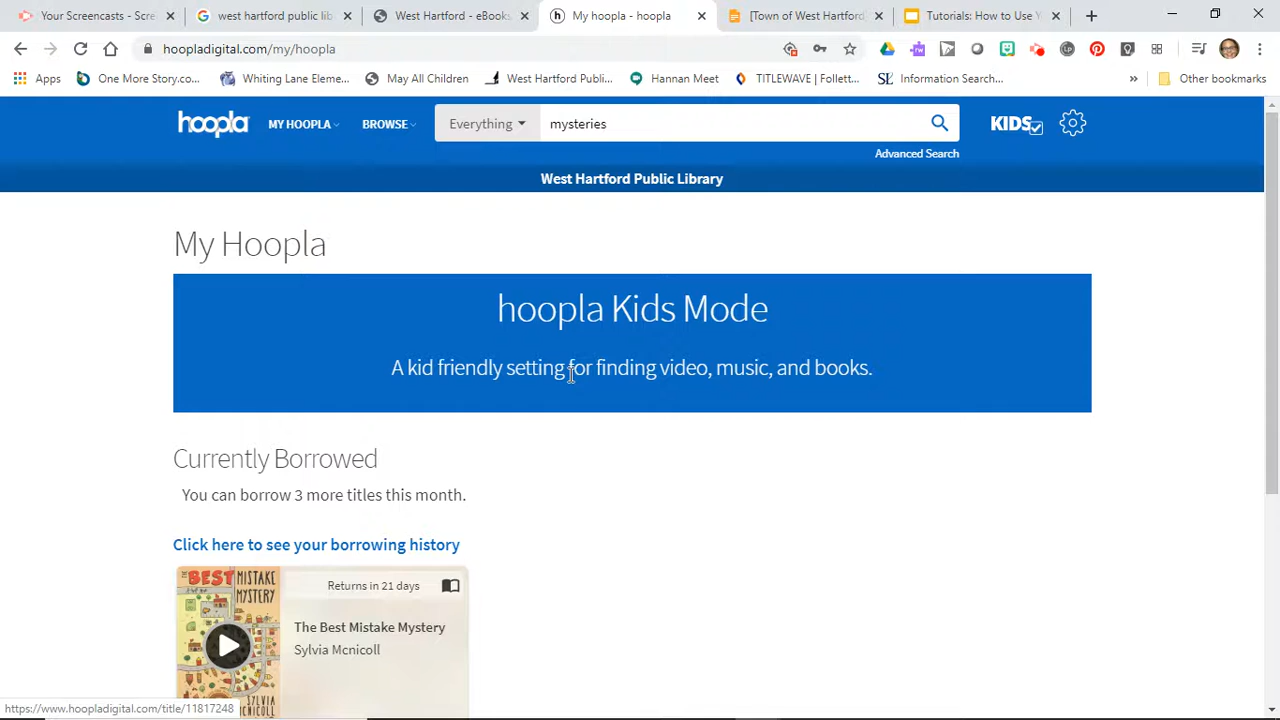 Your Screencasts - Scre
west hartford public lib
West Hartford - eBooks
My hoopla - hoopla
[Town of West Hartford
Tutorials: How to Use Y
hoopladigital.com/my/hoopla
Apps
One More Story.co...
Whiting Lane Eleme...
May All Children
West Hartford Publi...
Hannan Meet
TITLEWAVE | Follett...
Information Search...
Other bookmarks
hoopla
MY HOOPLA
BROWSE
Everything
mysteries
KIDS
Advanced Search
West Hartford Public Library
My Hoopla
hoopla Kids Mode
A kid friendly setting for finding video, music, and books.
Currently Borrowed
You can borrow 3 more titles this month.
Click here to see your borrowing history
THE BEST MISTAKE
MYSTERY
SYLVIA
MCNICOLL
Returns in 21 days
The Best Mistake Mystery
Sylvia Mcnicoll
https://www.hoopladigital.com/title/11817248